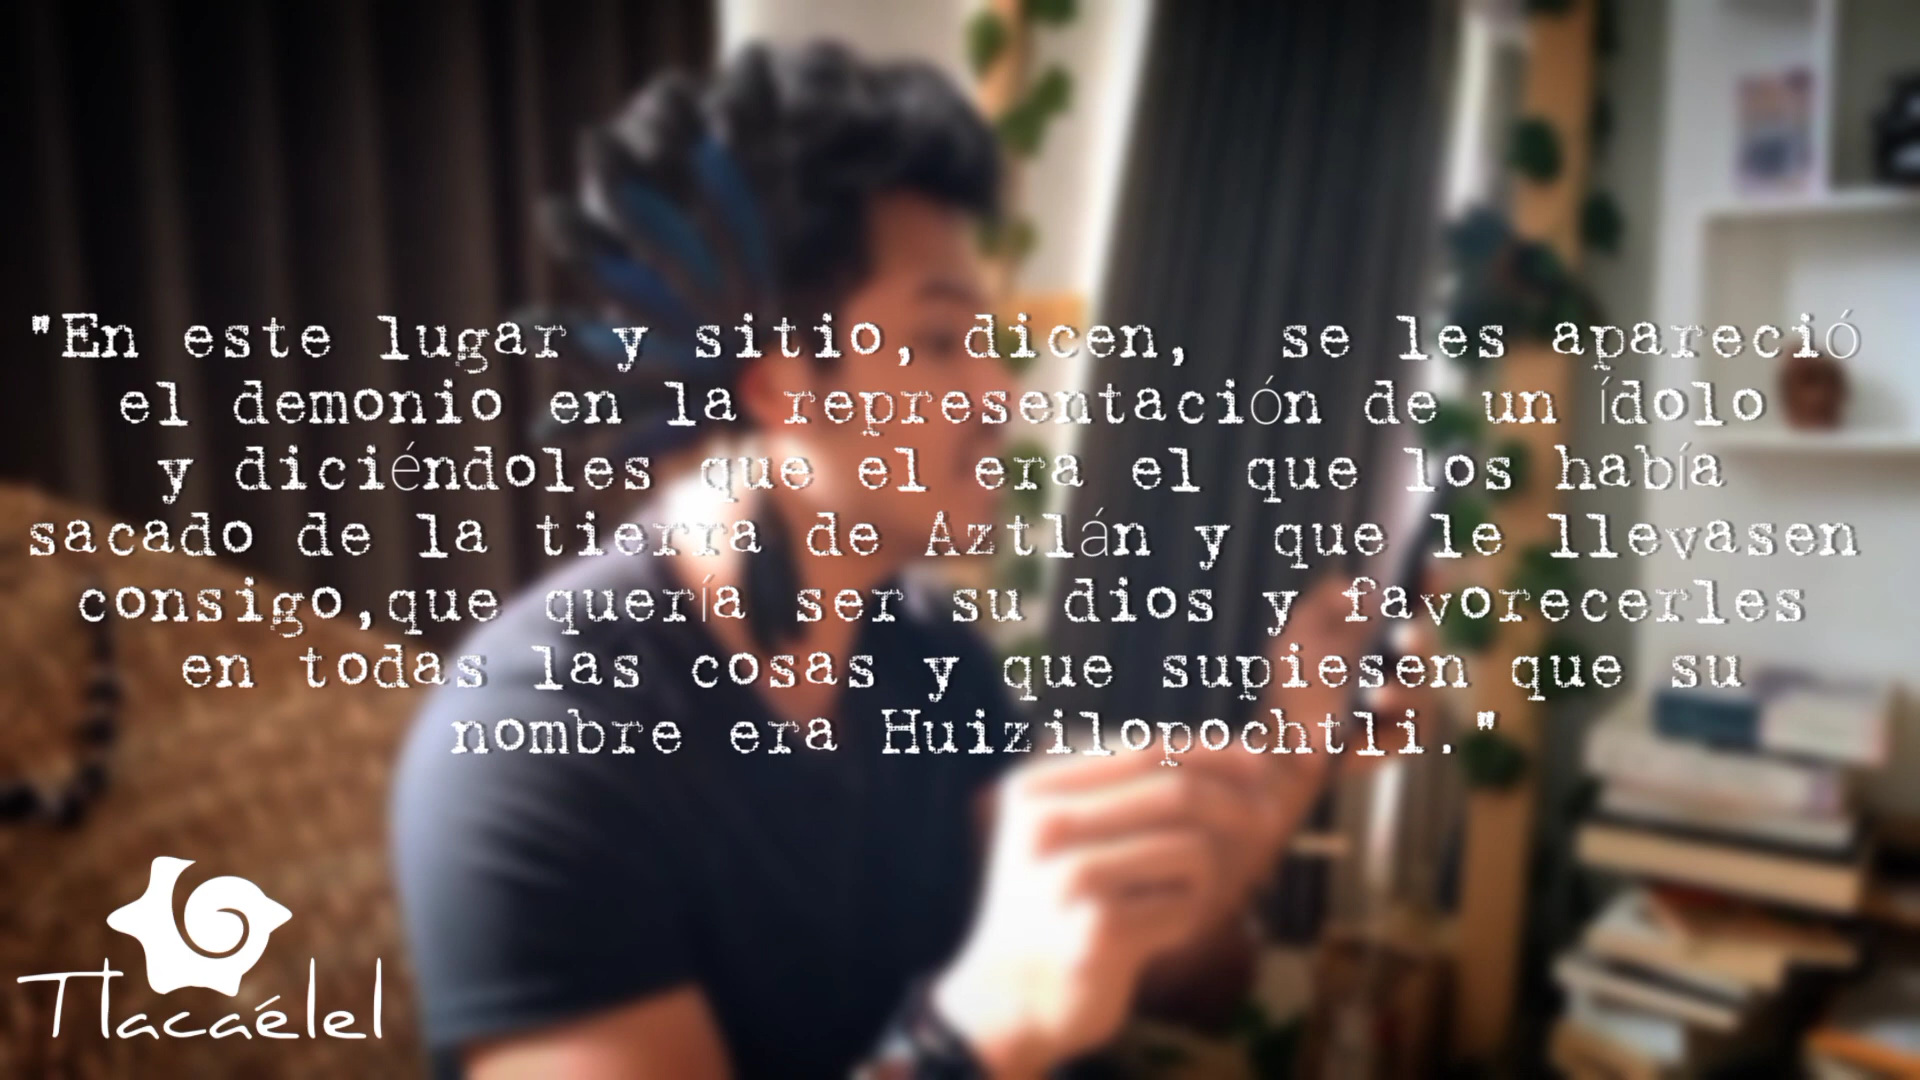 "En este lugar y sitio, dicen, se les apareció
el demonio en la representación de un ídolo
y diciéndoles que el era el que los había
sacado de la tierra de Aztlán y que le llevasen
consigo,que quería ser su dios y favorecerles
en todas las cosas y que supiesen que su
nombre era Huizilopochtli."
Tlacaélel